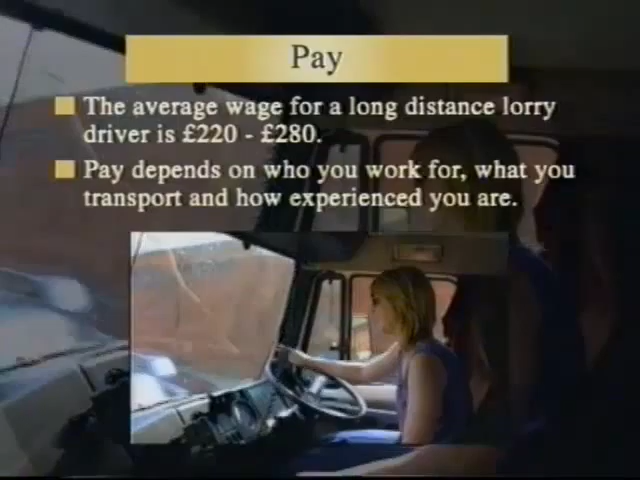 Pay
The average wage for a long distance lorry
driver is £220 - £280.
Pay depends on who you work for, what you
transport and how experienced you are.